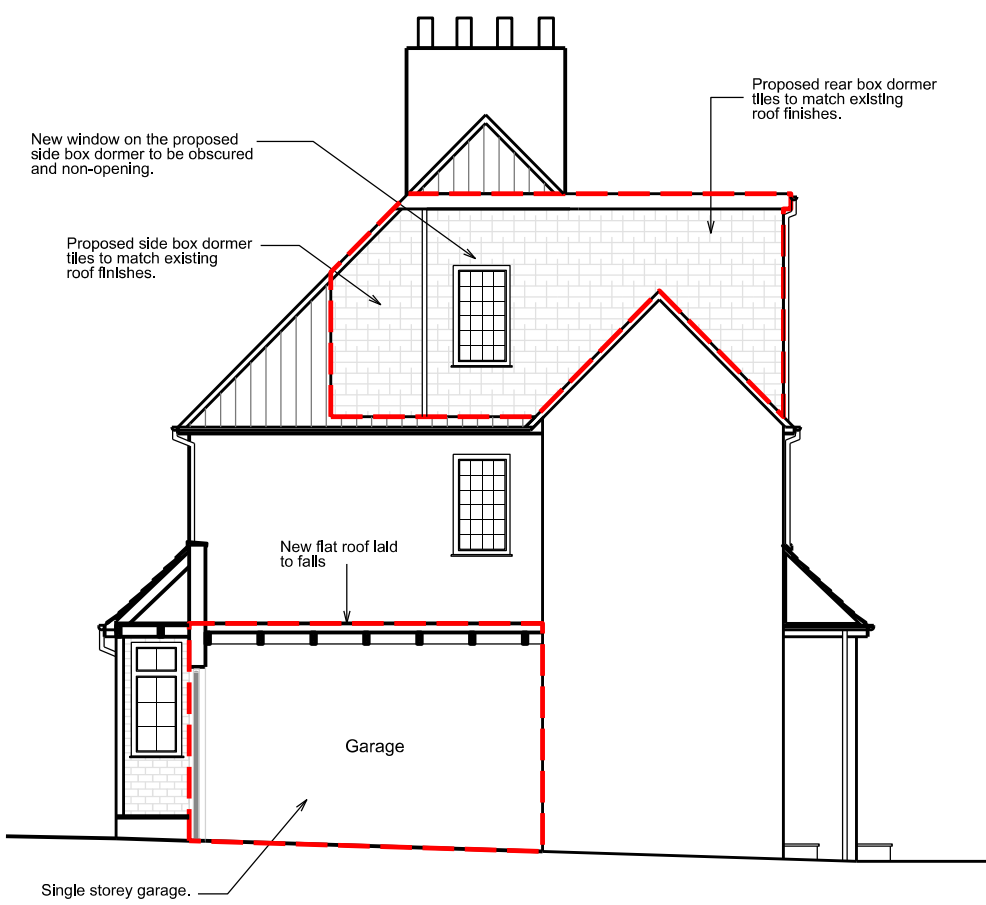 Proposed rear box dormer
tiles to match existing
roof finishes.
New window on the proposed
side box dormer to be obscured
and non-opening.
Proposed side box dormer
tiles to match existing
roof finishes.
New flat roof laid
to falls
Garage
Single storey garage.